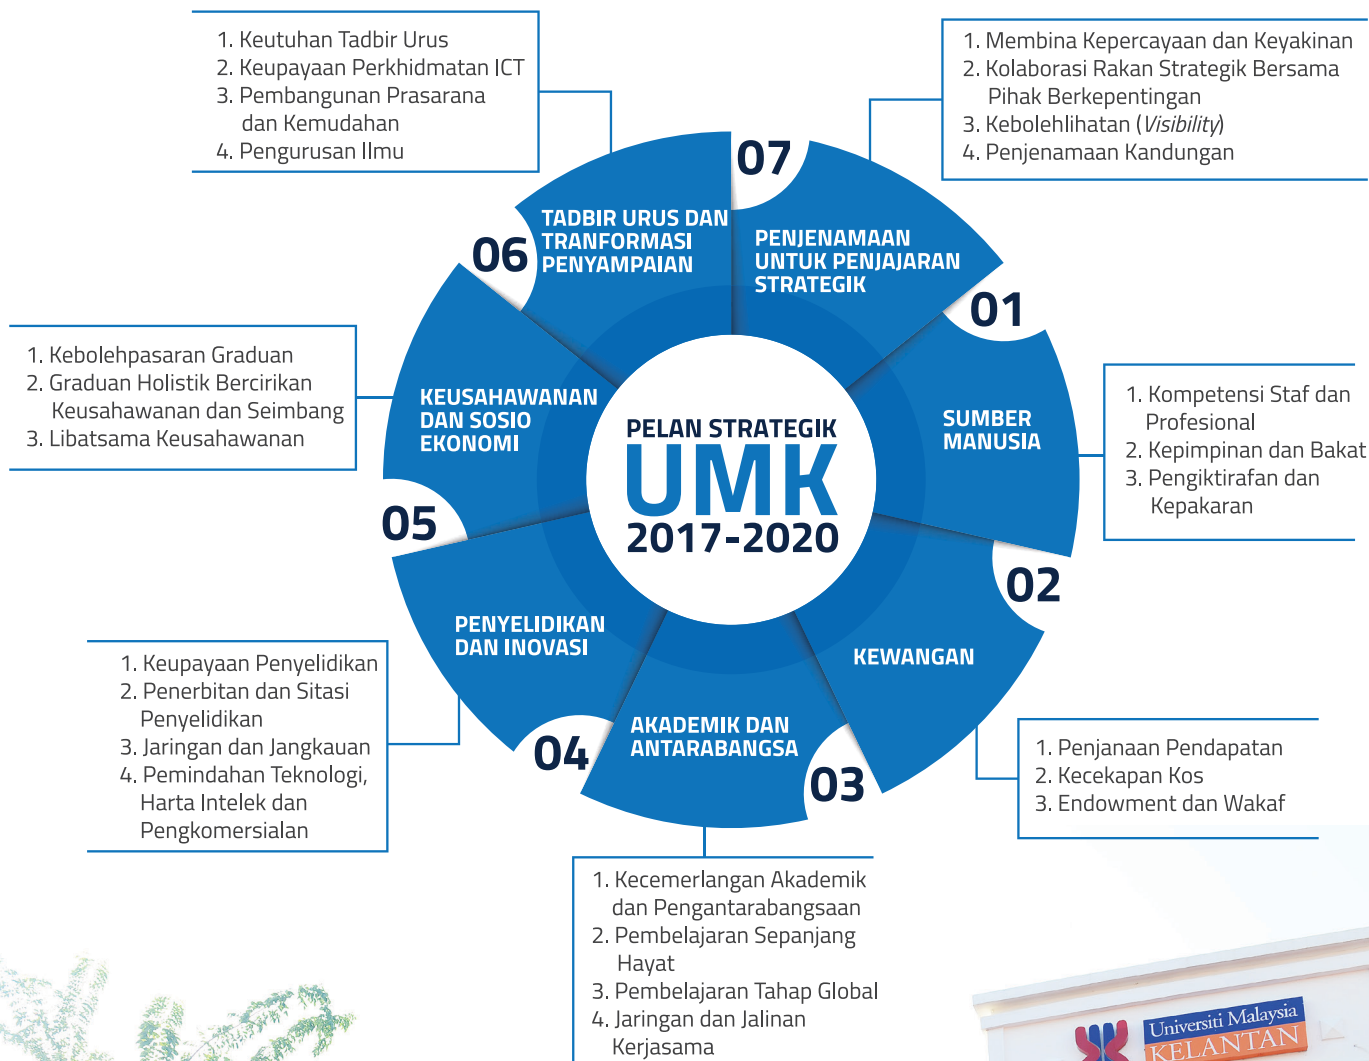 1. Keutuhan Tadbir Urus
2. Keupayaan Perkhidmatan ICT
3. Pembangunan Prasarana
dan Kemudahan
4. Pengurusan Ilmu
1. Membina Kepercayaan dan Keyakinan
2. Kolaborasi Rakan Strategik Bersama
Pihak Berkepentingan
3. Kebolehlihatan (Visibility)
4. Penjenamaan Kandungan
07
PENJENAMAAN
UNTUK PENJAJARAN
STRATEGIK
06
TADBIR URUS DAN
TRANFORMASI
PENYAMPAIAN
01
SUMBER
MANUSIA
1. Kebolehpasaran Graduan
2. Graduan Holistik Bercirikan
Keusahawanan dan Seimbang
3. Libatsama Keusahawanan
KEUSAHAWANAN
DAN SOSIO
EKONOMI
PELAN STRATEGIK
UMK
2017-2020
1. Kompetensi Staf dan
Profesional
2. Kepimpinan dan Bakat
3. Pengiktirafan dan
Kepakaran
05
02
KEWANGAN
PENYELIDIKAN
DAN INOVASI
1. Keupayaan Penyelidikan
2. Penerbitan dan Sitasi
Penyelidikan
3. Jaringan dan Jangkauan
4. Pemindahan Teknologi,
Harta Intelek dan
Pengkomersialan
04
AKADEMIK DAN
ANTARABANGSA
03
1. Penjanaan Pendapatan
2. Kecekapan Kos
3. Endowment dan Wakaf
1. Kecemerlangan Akademik
dan Pengantarabangsaan
2. Pembelajaran Sepanjang
Hayat
3. Pembelajaran Tahap Global
4. Jaringan dan Jalinan
Kerjasama
Universiti Malaysia
KELANTAN